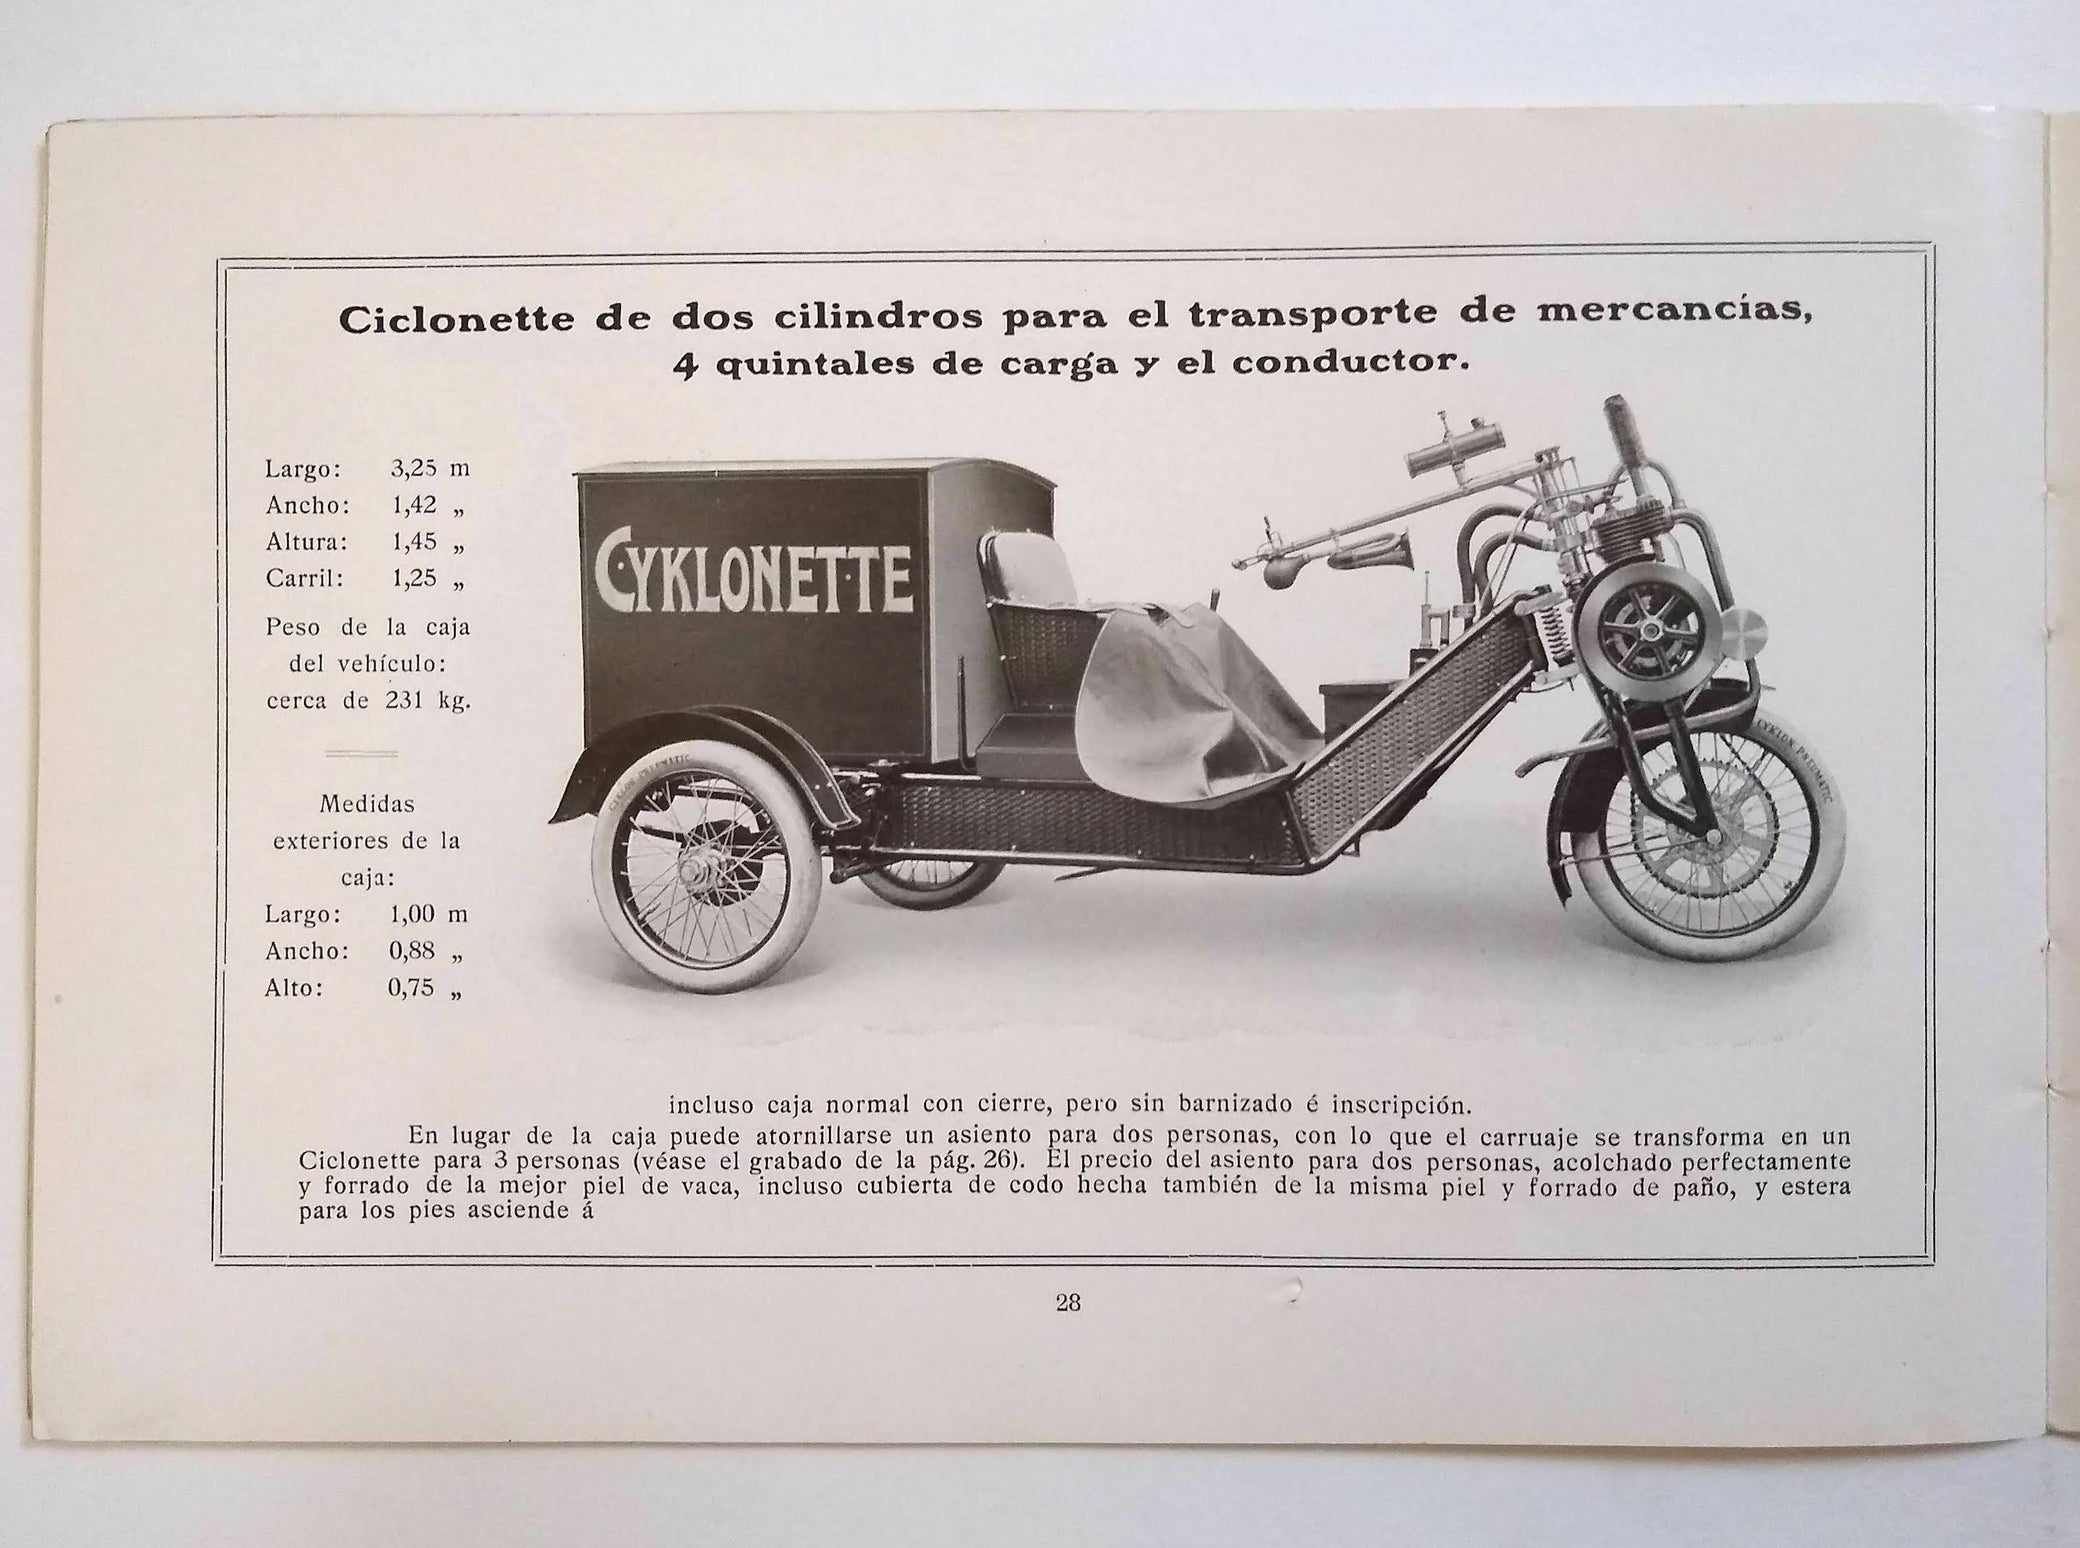 Ciclonette de dos cilindros para el transporte de mercancías,
4 quintales de carga y el conductor.
Largo: 3,25 m
Ancho: 1,42 „
Altura: 1,45 „
Carril: 1,25 „
Peso de la caja
del vehículo:
cerca de 231 kg.
Medidas
exteriores de la
caja:
Largo: 1,00 m
Ancho: 0,88 „
Alto: 0,75 „
CYKLONETTE
CYKLON PNEUMATIC
CYKLON PNEUMATIC
incluso caja normal con cierre, pero sin barnizado é inscripción.
En lugar de la caja puede atornillarse un asiento para dos personas, con lo que el carruaje se transforma en un
Ciclonette para 3 personas (véase el grabado de la pág. 26). El precio del asiento para dos personas, acolchado perfectamente
y forrado de la mejor piel de vaca, incluso cubierta de codo hecha también de la misma piel y forrado de paño, y estera
para los pies asciende á
28